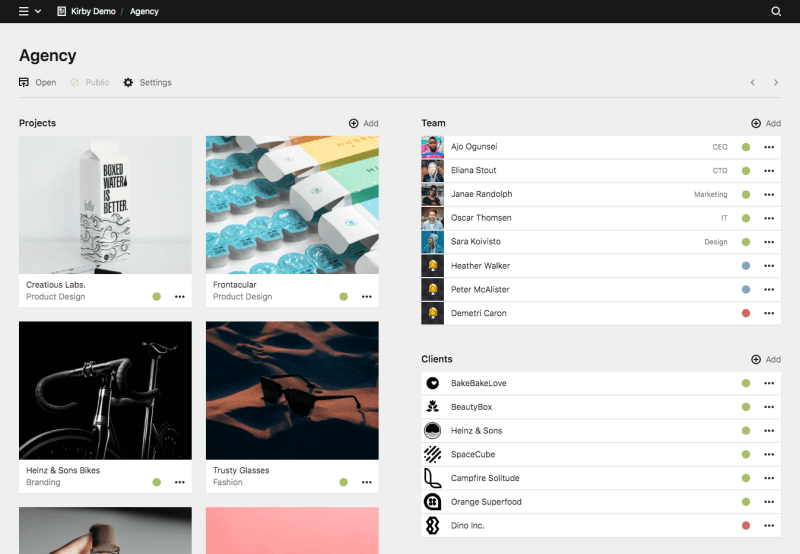 Kirby Demo / Agency
Agency
Open Public Settings
Projects Add
BOXED
WATER
IS
BETTER.
Creatious Labs.
Product Design
Frontacular
Product Design
Heinz & Sons Bikes
Branding
Trusty Glasses
Fashion
Team Add
Ajo Ogunsei CEO
Eliana Stout CTO
Janae Randolph Marketing
Oscar Thomsen IT
Sara Koivisto Design
Heather Walker
Peter McAlister
Demetri Caron
Clients Add
BakeBakeLove
BeautyBox
Heinz & Sons
SpaceCube
Campfire Solitude
Orange Superfood
Dino Inc.